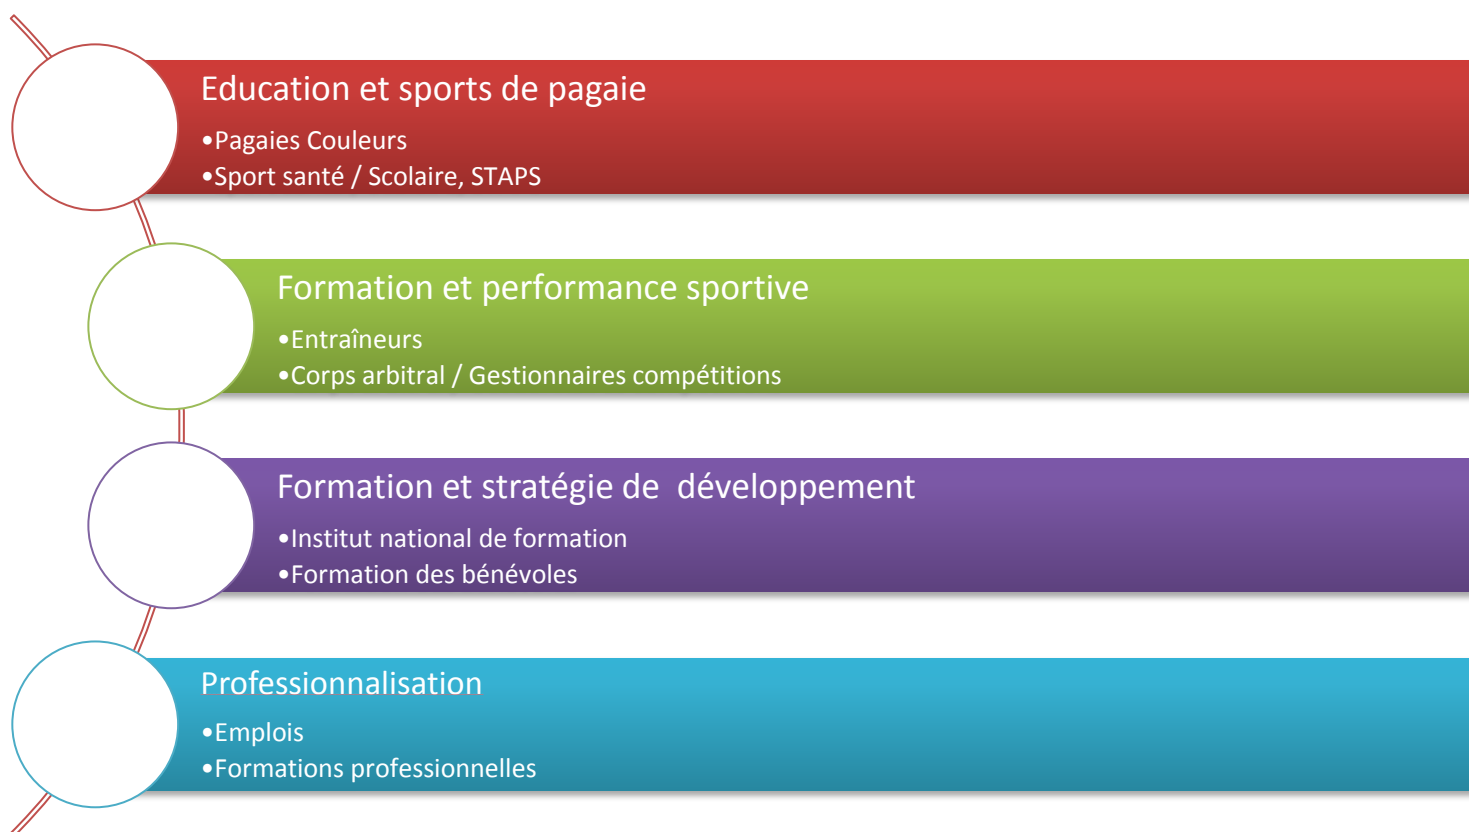 Education et sports de pagaie
•Pagaies Couleurs
•Sport santé / Scolaire, STAPS
Formation et performance sportive
•Entraîneurs
•Corps arbitral / Gestionnaires compétitions
Formation et stratégie de  développement
•Institut national de formation
•Formation des bénévoles
Professionnalisation
•Emplois
•Formations professionnelles